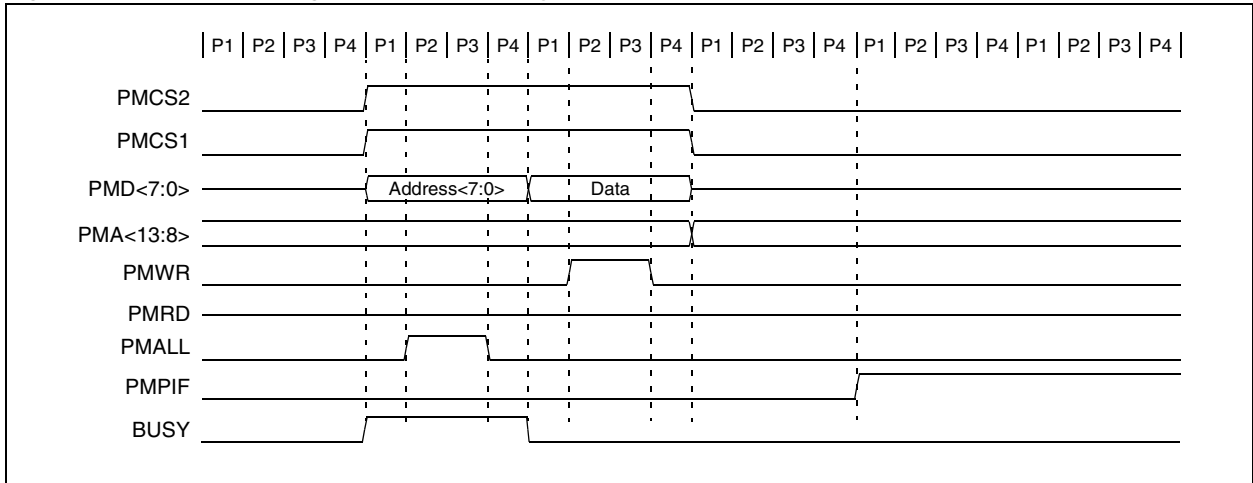 P1 P2 P3 P4 P1 P2 P3 P4 P1 P2 P3 P4 P1 P2 P3 P4 P1 P2 P3 P4 P1 P2 P3 P4
PMCS2
PMCS1
PMD<7:0> Address<7:0> Data
PMA<13:8>
PMWR
PMRD
PMALL
PMPIF
BUSY